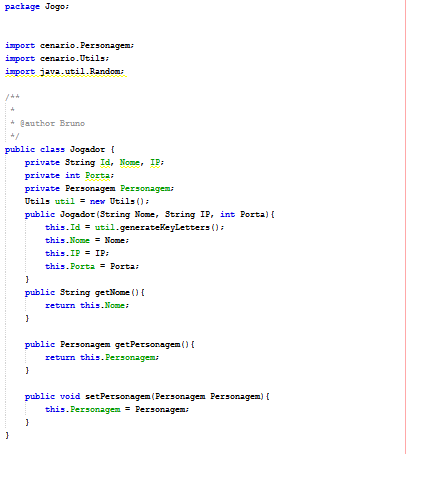 package Jogo;
import cenario.Personagem;
import cenario.Utils;
import java.util.Random;
/**
*
* @author Bruno
*/
public class Jogador {
private String Id, Nome, IP;
private int Porta;
private Personagem Personagem;
Utils util = new Utils();
public Jogador(String Nome, String IP, int Porta){
this.Id = util.generateKeyLetters();
this.Nome = Nome;
this.IP = IP;
this.Porta = Porta;
}
public String getNome(){
return this.Nome;
}
public Personagem getPersonagem(){
return this.Personagem;
}
public void setPersonagem(Personagem Personagem){
this.Personagem = Personagem;
}
}